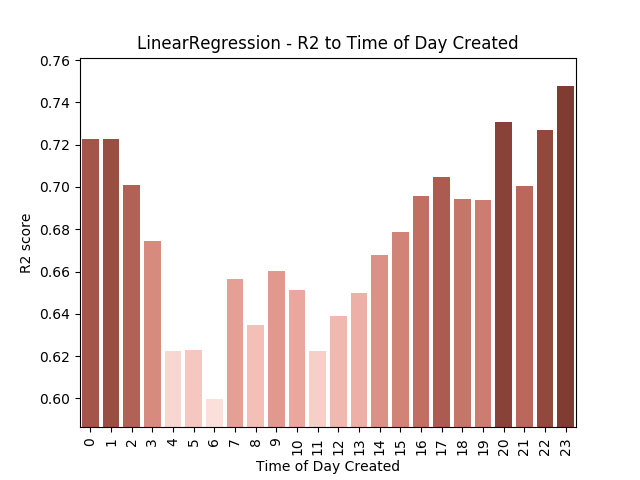 LinearRegression - R2 to Time of Day Created
0.76
0.74
0.72
0.70
0.68
0.66
0.64
0.62
0.60
R2 score
0 1 2 3 4 5 6 7 8 9 10 11 12 13 14 15 16 17 18 19 20 21 22 23
Time of Day Created